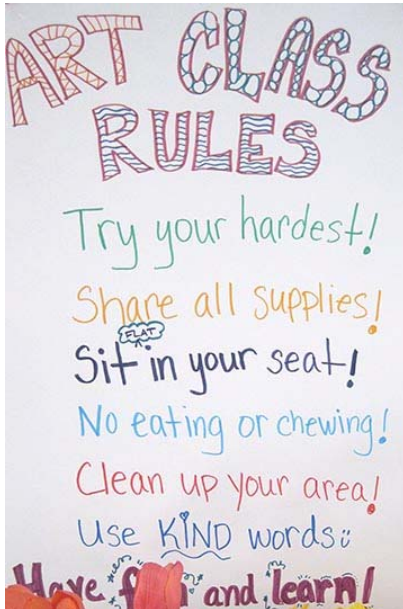 ART CLASS
RULES
Try your hardest!
Share all supplies!
FLAT
Sit in your seat!
No eating or chewing!
Clean up your area!
Use KIND words
Have and learn!